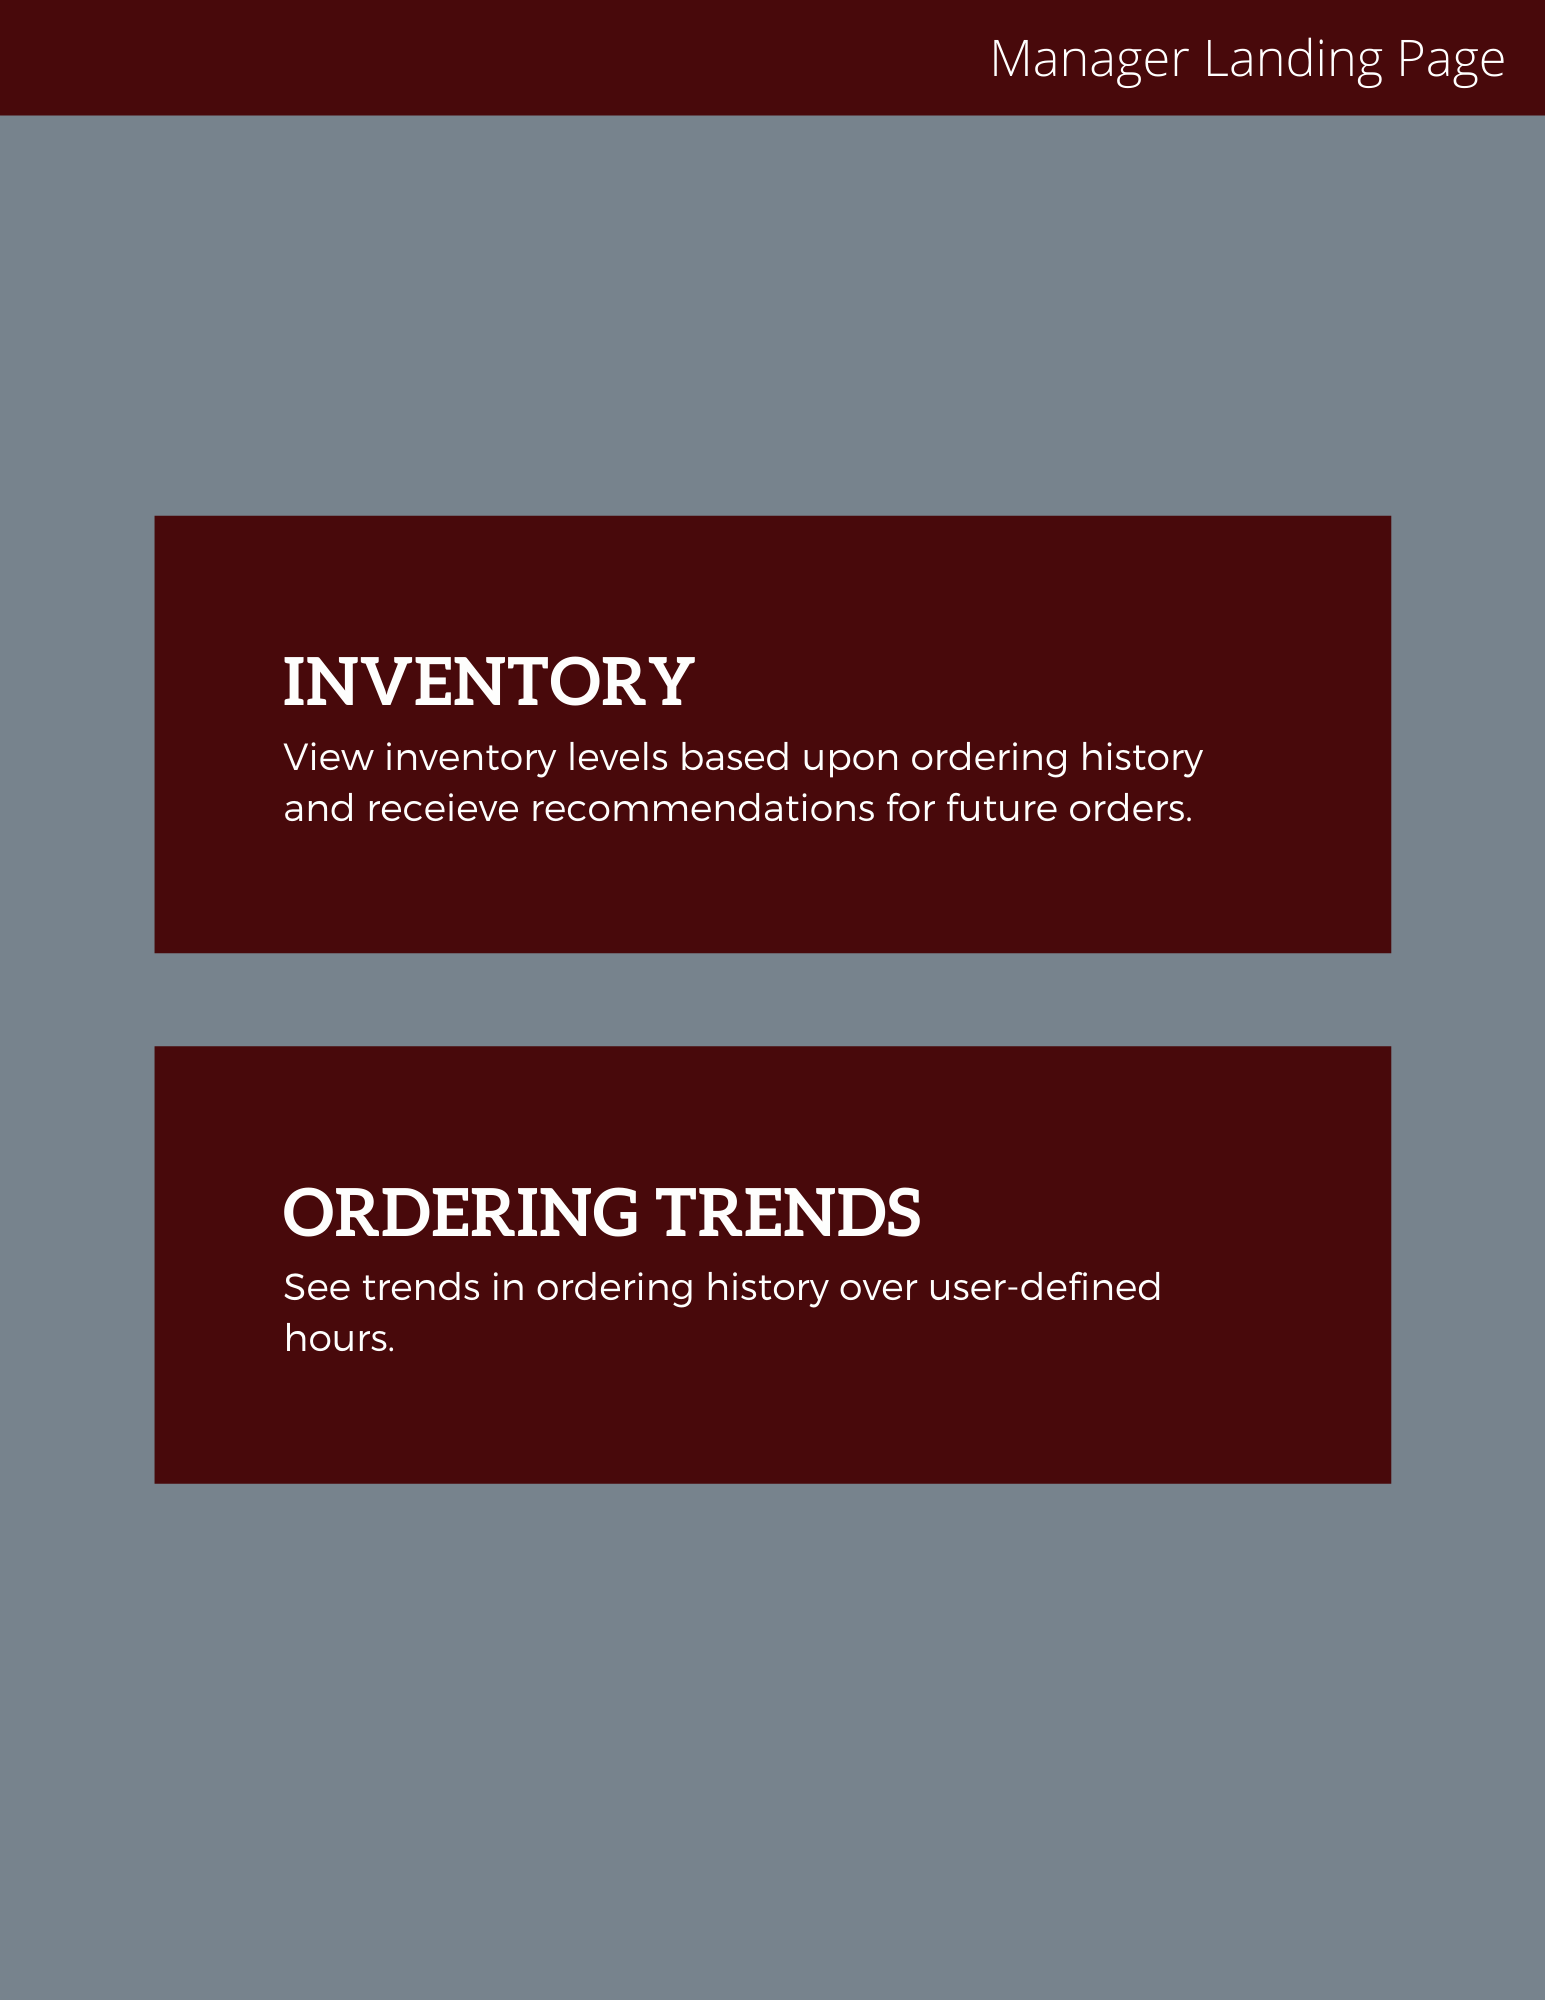 Manager Landing Page
INVENTORY
View inventory levels based upon ordering history
and receieve recommendations for future orders.
ORDERING TRENDS
See trends in ordering history over user-defined
hours.